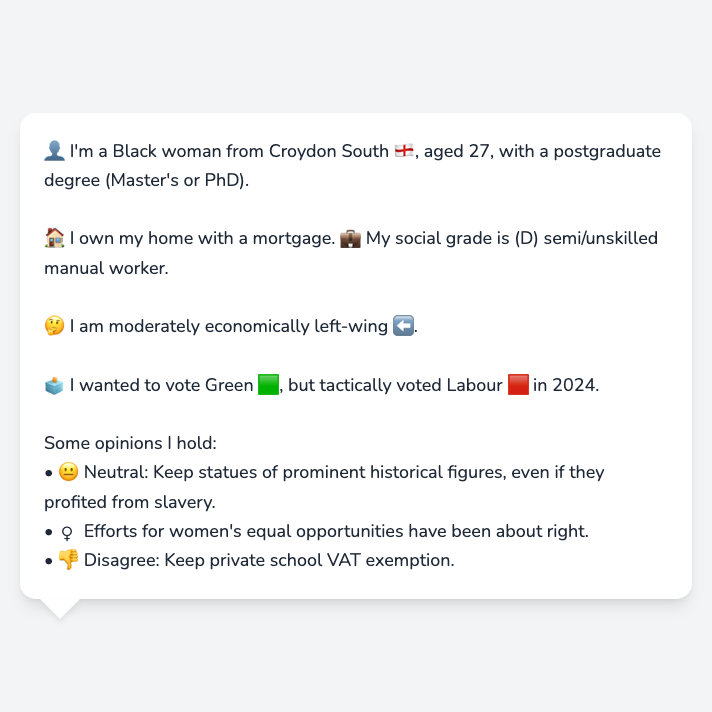 👤 I'm a Black woman from Croydon South 🏴󠁧󠁢󠁥󠁮󠁧󠁿, aged 27, with a postgraduate
degree (Master's or PhD).
🏠 I own my home with a mortgage. 💼 My social grade is (D) semi/unskilled
manual worker.
🤔 I am moderately economically left-wing ⬅️.
🗳️ I wanted to vote Green 🟩, but tactically voted Labour 🟥 in 2024.
Some opinions I hold:
• 😐 Neutral: Keep statues of prominent historical figures, even if they
profited from slavery.
• ♀ Efforts for women's equal opportunities have been about right.
• 👎 Disagree: Keep private school VAT exemption.